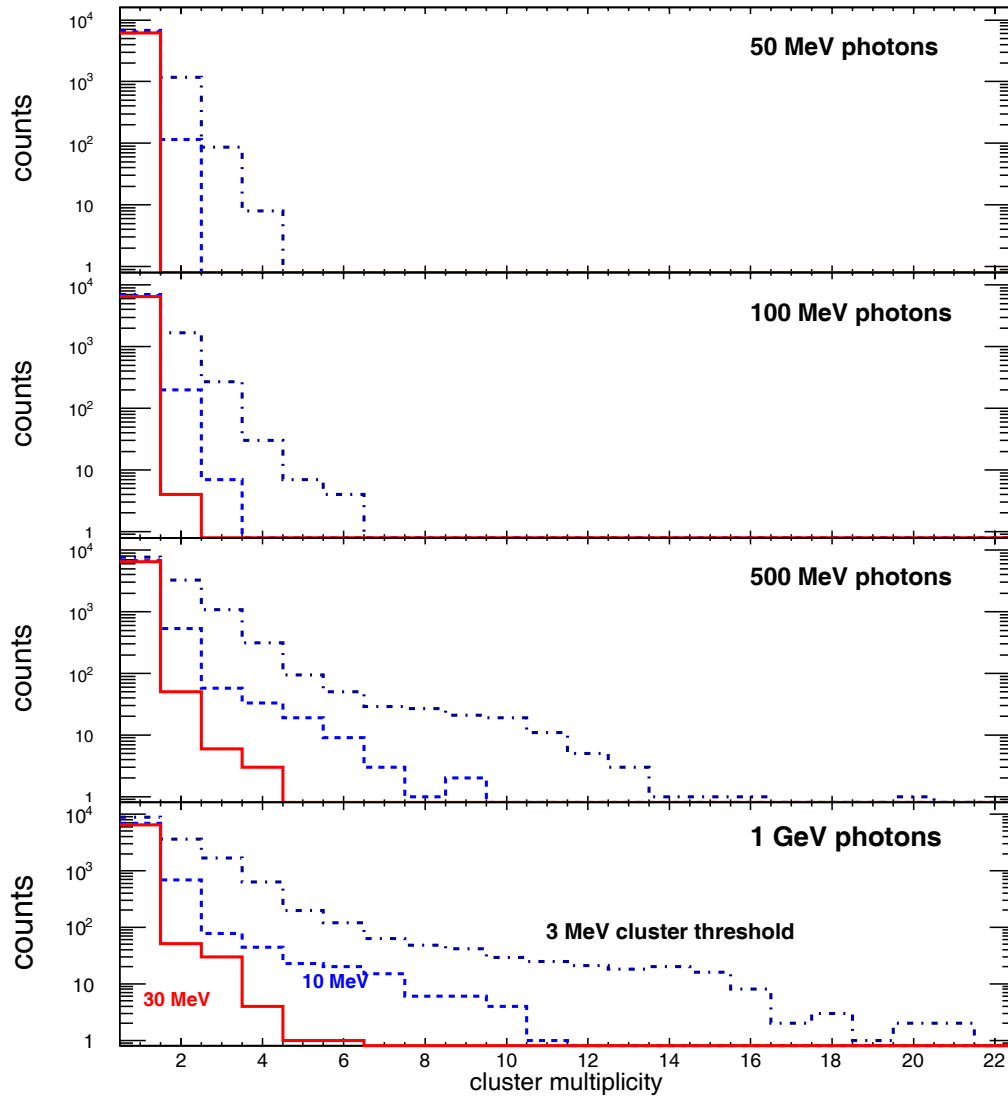 50 MeV photons
counts
10⁴
10³
10²
10
1
100 MeV photons
counts
10⁴
10³
10²
10
1
500 MeV photons
counts
10⁴
10³
10²
10
1
1 GeV photons
counts
10⁴
10³
10²
10
1
3 MeV cluster threshold
10 MeV
30 MeV
2 4 6 8 10 12 14 16 18 20 22
cluster multiplicity